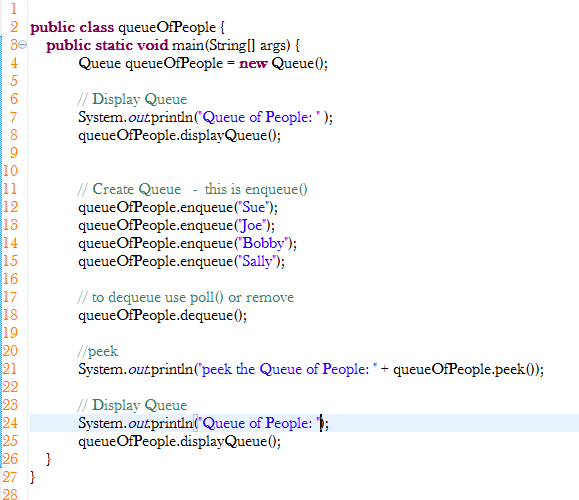 1
2 public class queueOfPeople {
3 public static void main(String[] args) {
4 Queue queueOfPeople = new Queue();
5
6 // Display Queue
7 System.out.println("Queue of People: " );
8 queueOfPeople.displayQueue();
9
10
11 // Create Queue - this is enqueue()
12 queueOfPeople.enqueue("Sue");
13 queueOfPeople.enqueue("Joe");
14 queueOfPeople.enqueue("Bobby");
15 queueOfPeople.enqueue("Sally");
16
17 // to dequeue use poll() or remove
18 queueOfPeople.dequeue();
19
20 //peek
21 System.out.println("peek the Queue of People: " + queueOfPeople.peek());
22
23 // Display Queue
24 System.out.println("Queue of People: ");
25 queueOfPeople.displayQueue();
26 }
27 }
28